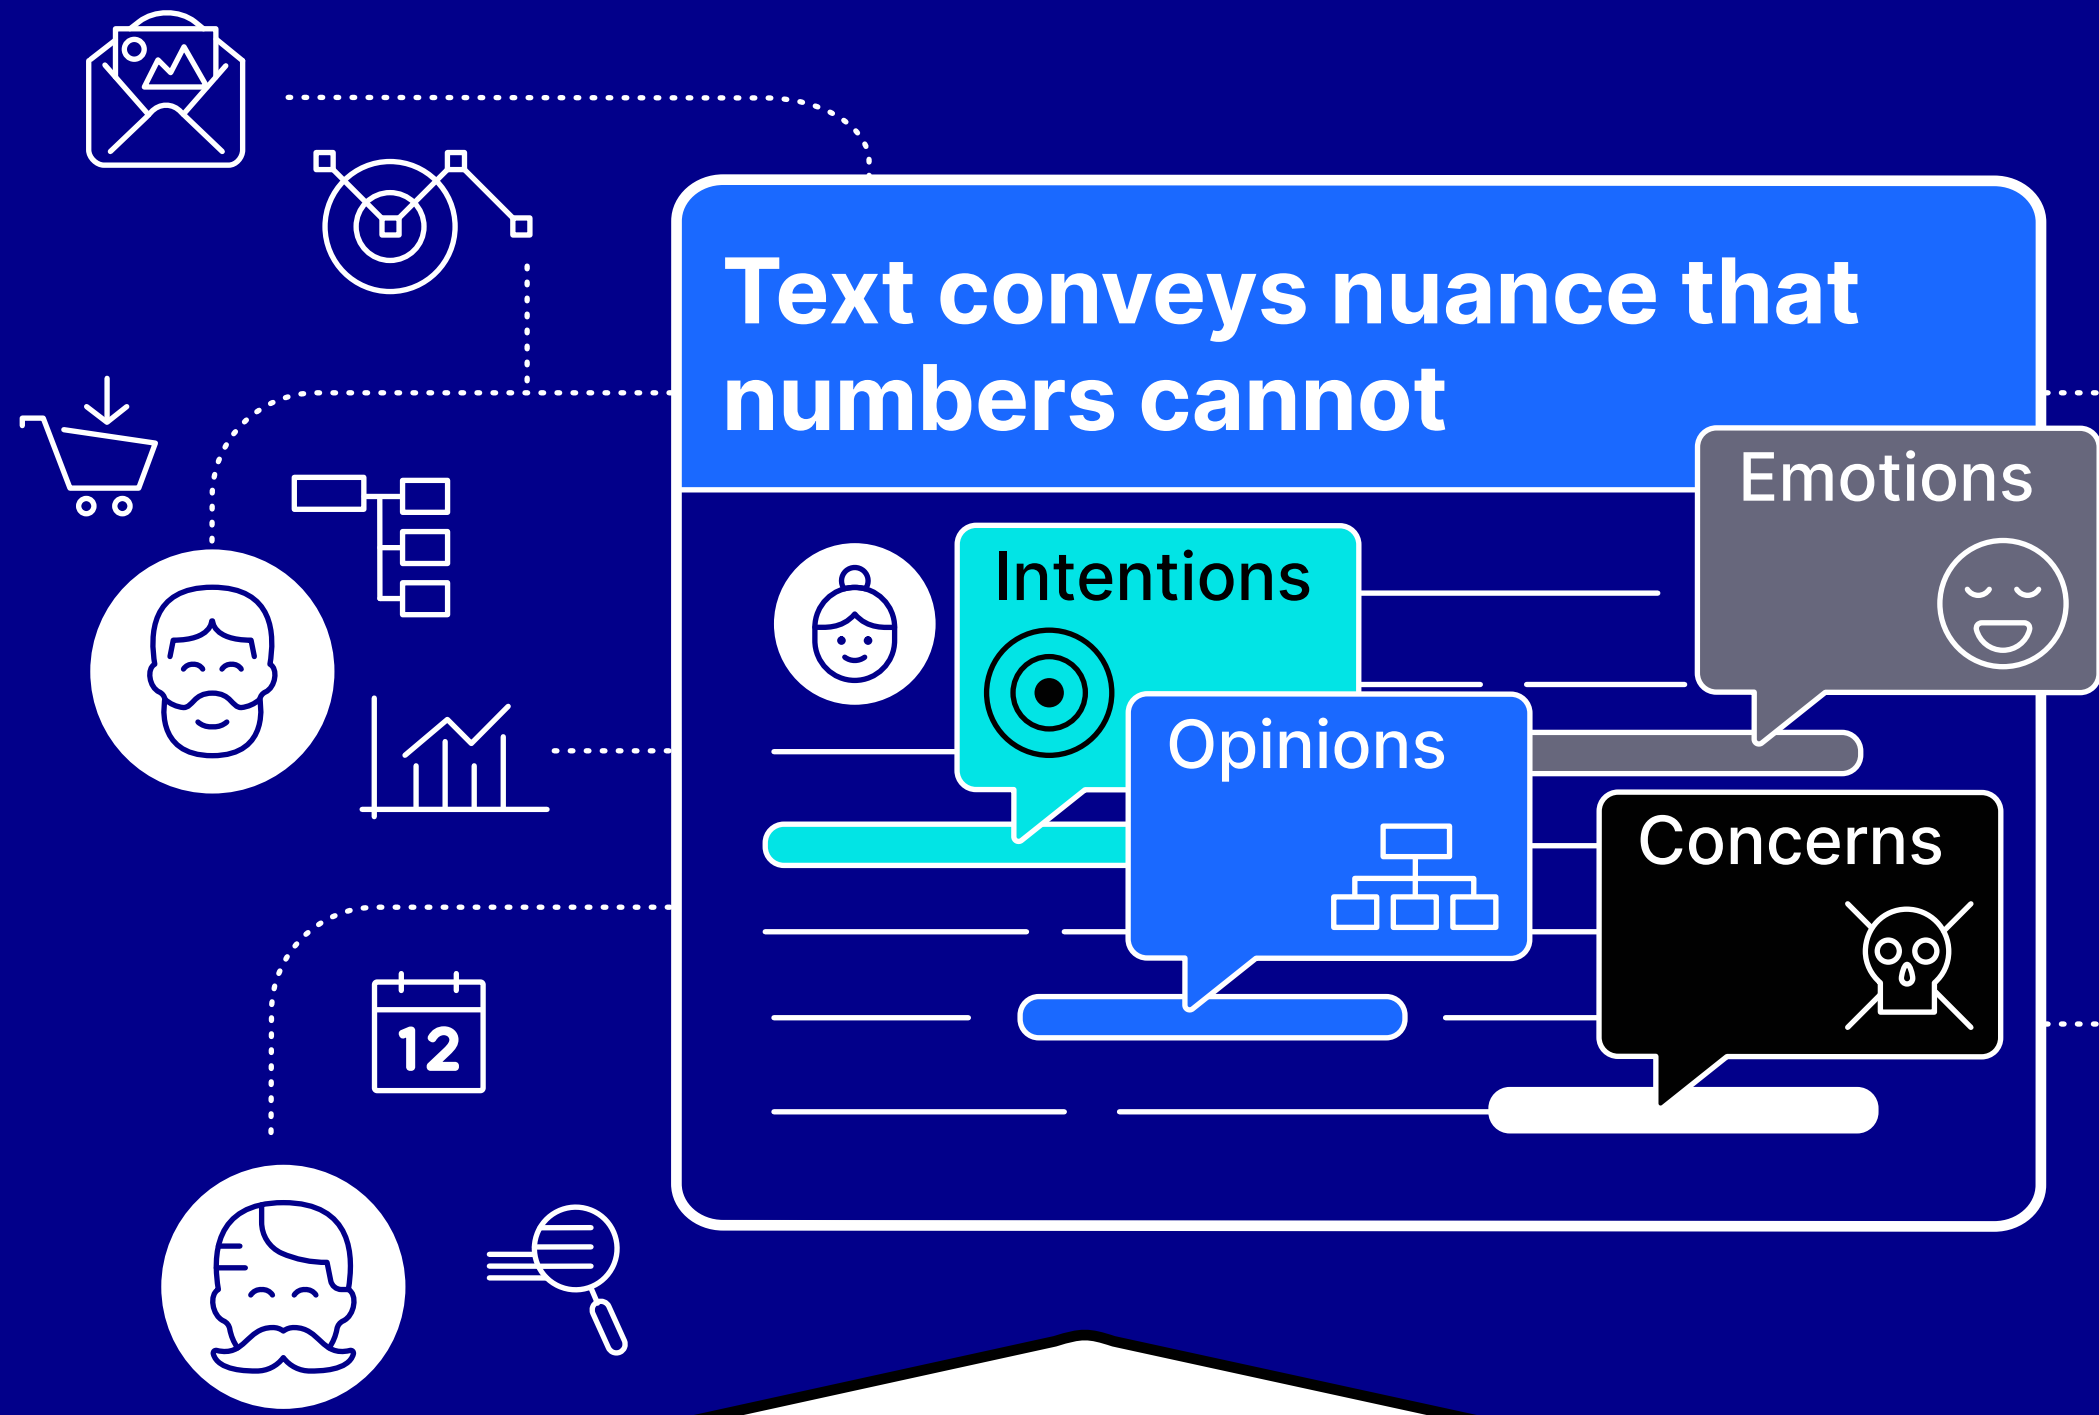 Text conveys nuance that
numbers cannot
Emotions
Intentions
Opinions
Concerns
12